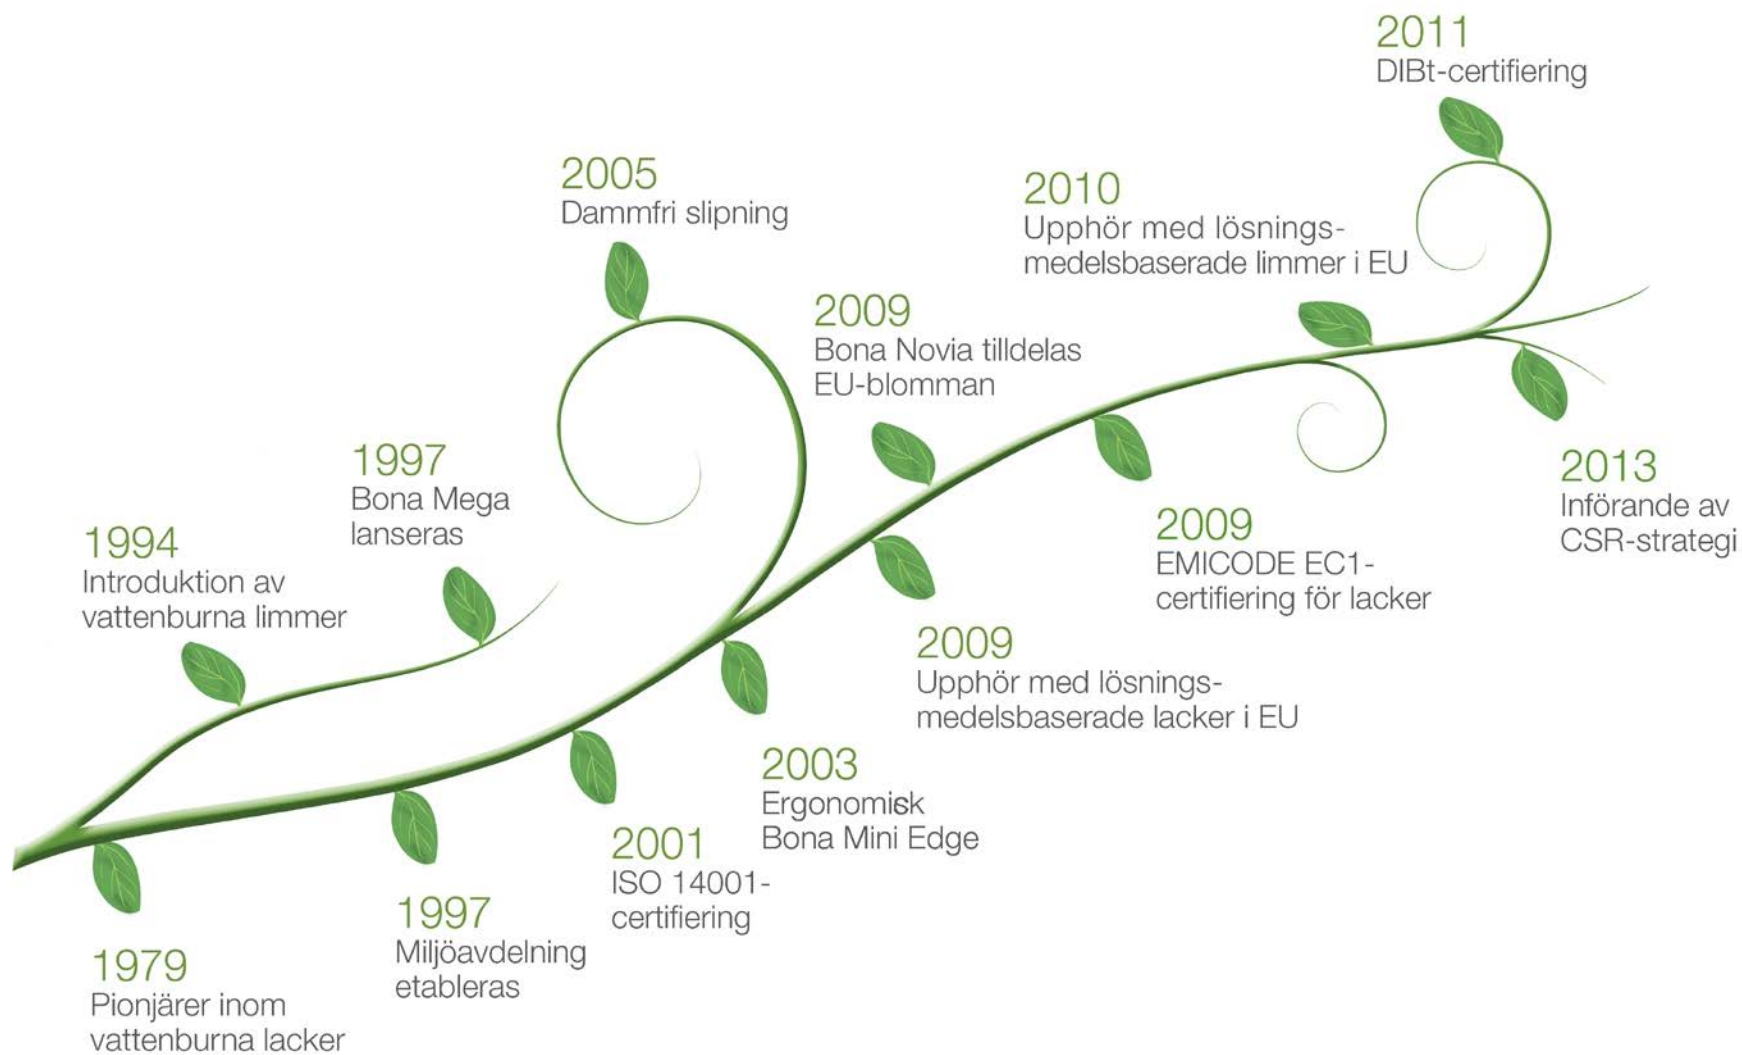 2011
DIBt-certifiering
2005
Dammfri slipning
2010
Upphör med lösnings-
medelsbaserade limmer i EU
2009
Bona Novia tilldelas
EU-blomman
1997
Bona Mega
lanseras
2013
Införande av
CSR-strategi
1994
Introduktion av
vattenburna limmer
2009
EMICODE EC1-
certifiering för lacker
2009
Upphör med lösnings-
medelsbaserade lacker i EU
2003
Ergonomisk
Bona Mini Edge
2001
ISO 14001-
certifiering
1997
Miljöavdelning
etableras
1979
Pionjärer inom
vattenburna lacker